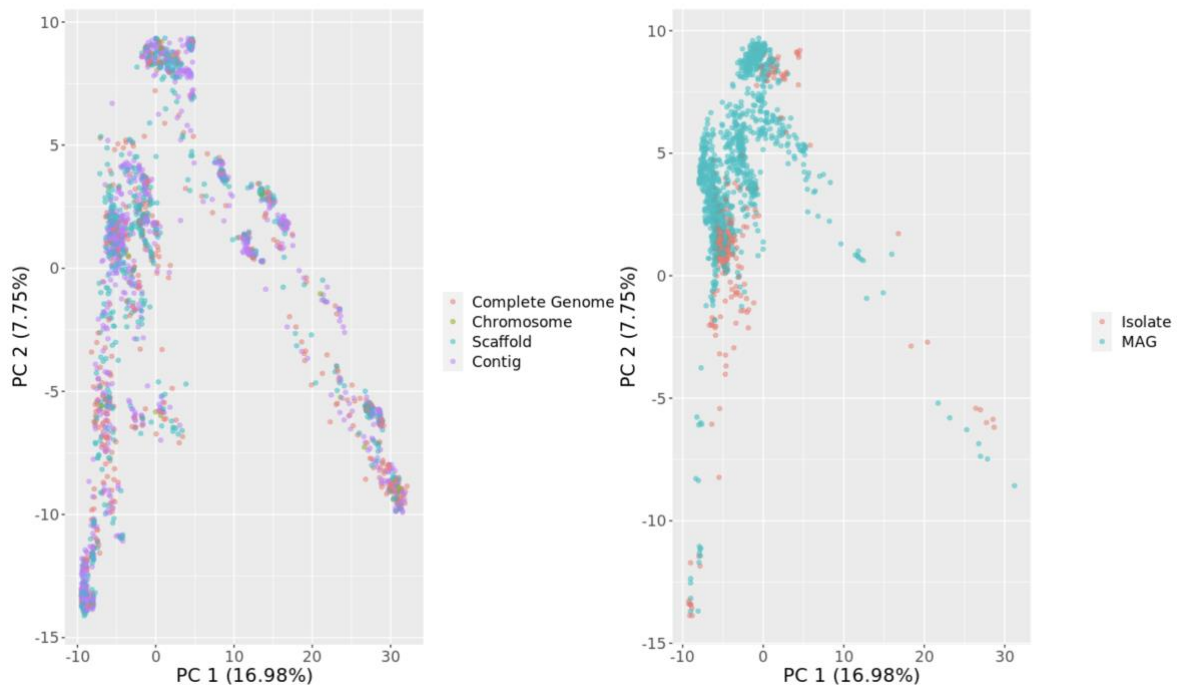 10
5
0
-5
-10
-15
PC 2 (7.75%)
-10
0
10
20
30
PC 1 (16.98%)
Complete Genome
Chromosome
Scaffold
Contig
10
5
0
-5
-10
-15
PC 2 (7.75%)
-10
0
10
20
30
PC 1 (16.98%)
Isolate
MAG